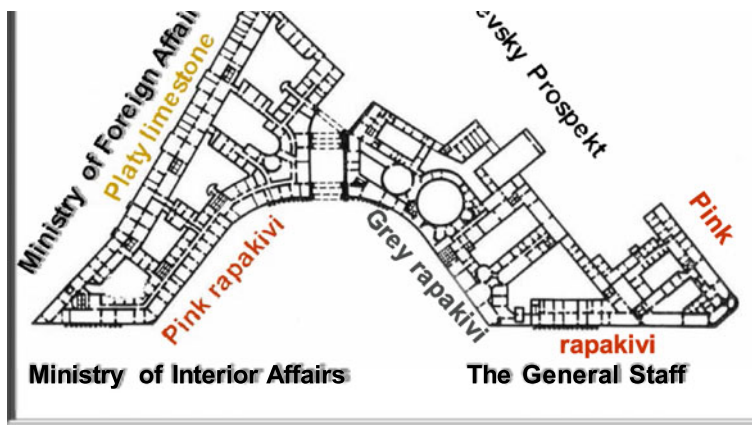 Ministry of Foreign Affai
Platy limestone
evsky Prospekt
Pink rapakivi
Grey rapakivi
Pink
rapakivi
Ministry of Interior Affairs
The General Staff